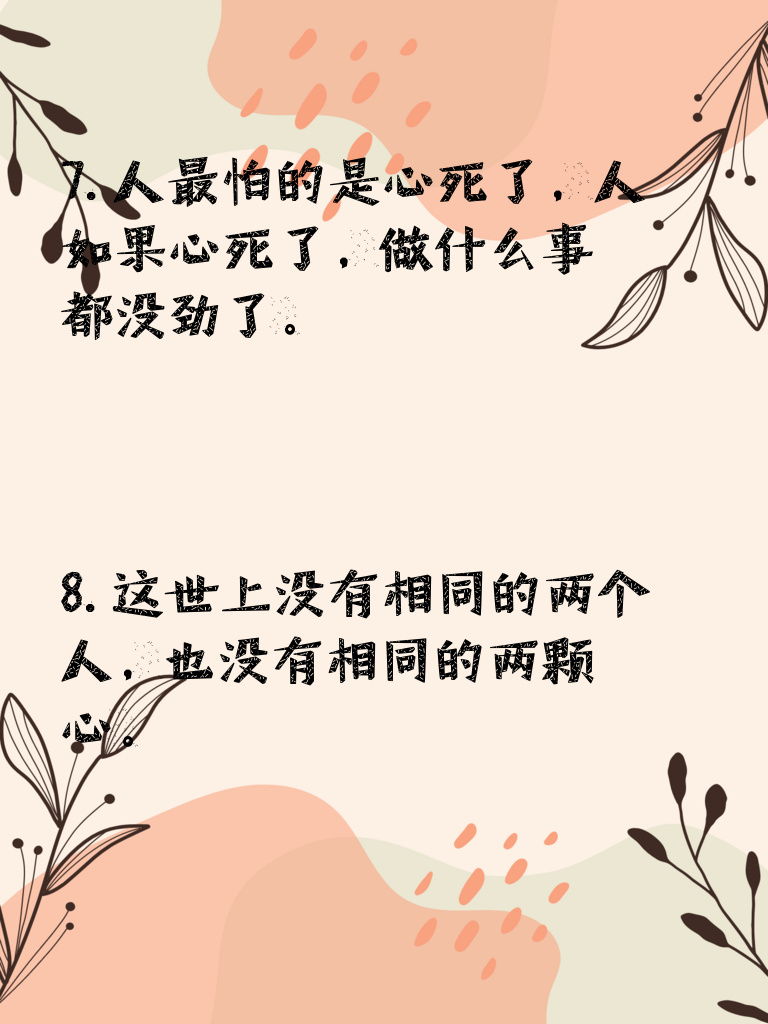 7.人最怕的是心死了，人
如果心死了，做什么事
都没劲了。
8.这世上没有相同的两个
人，也没有相同的两颗
心。